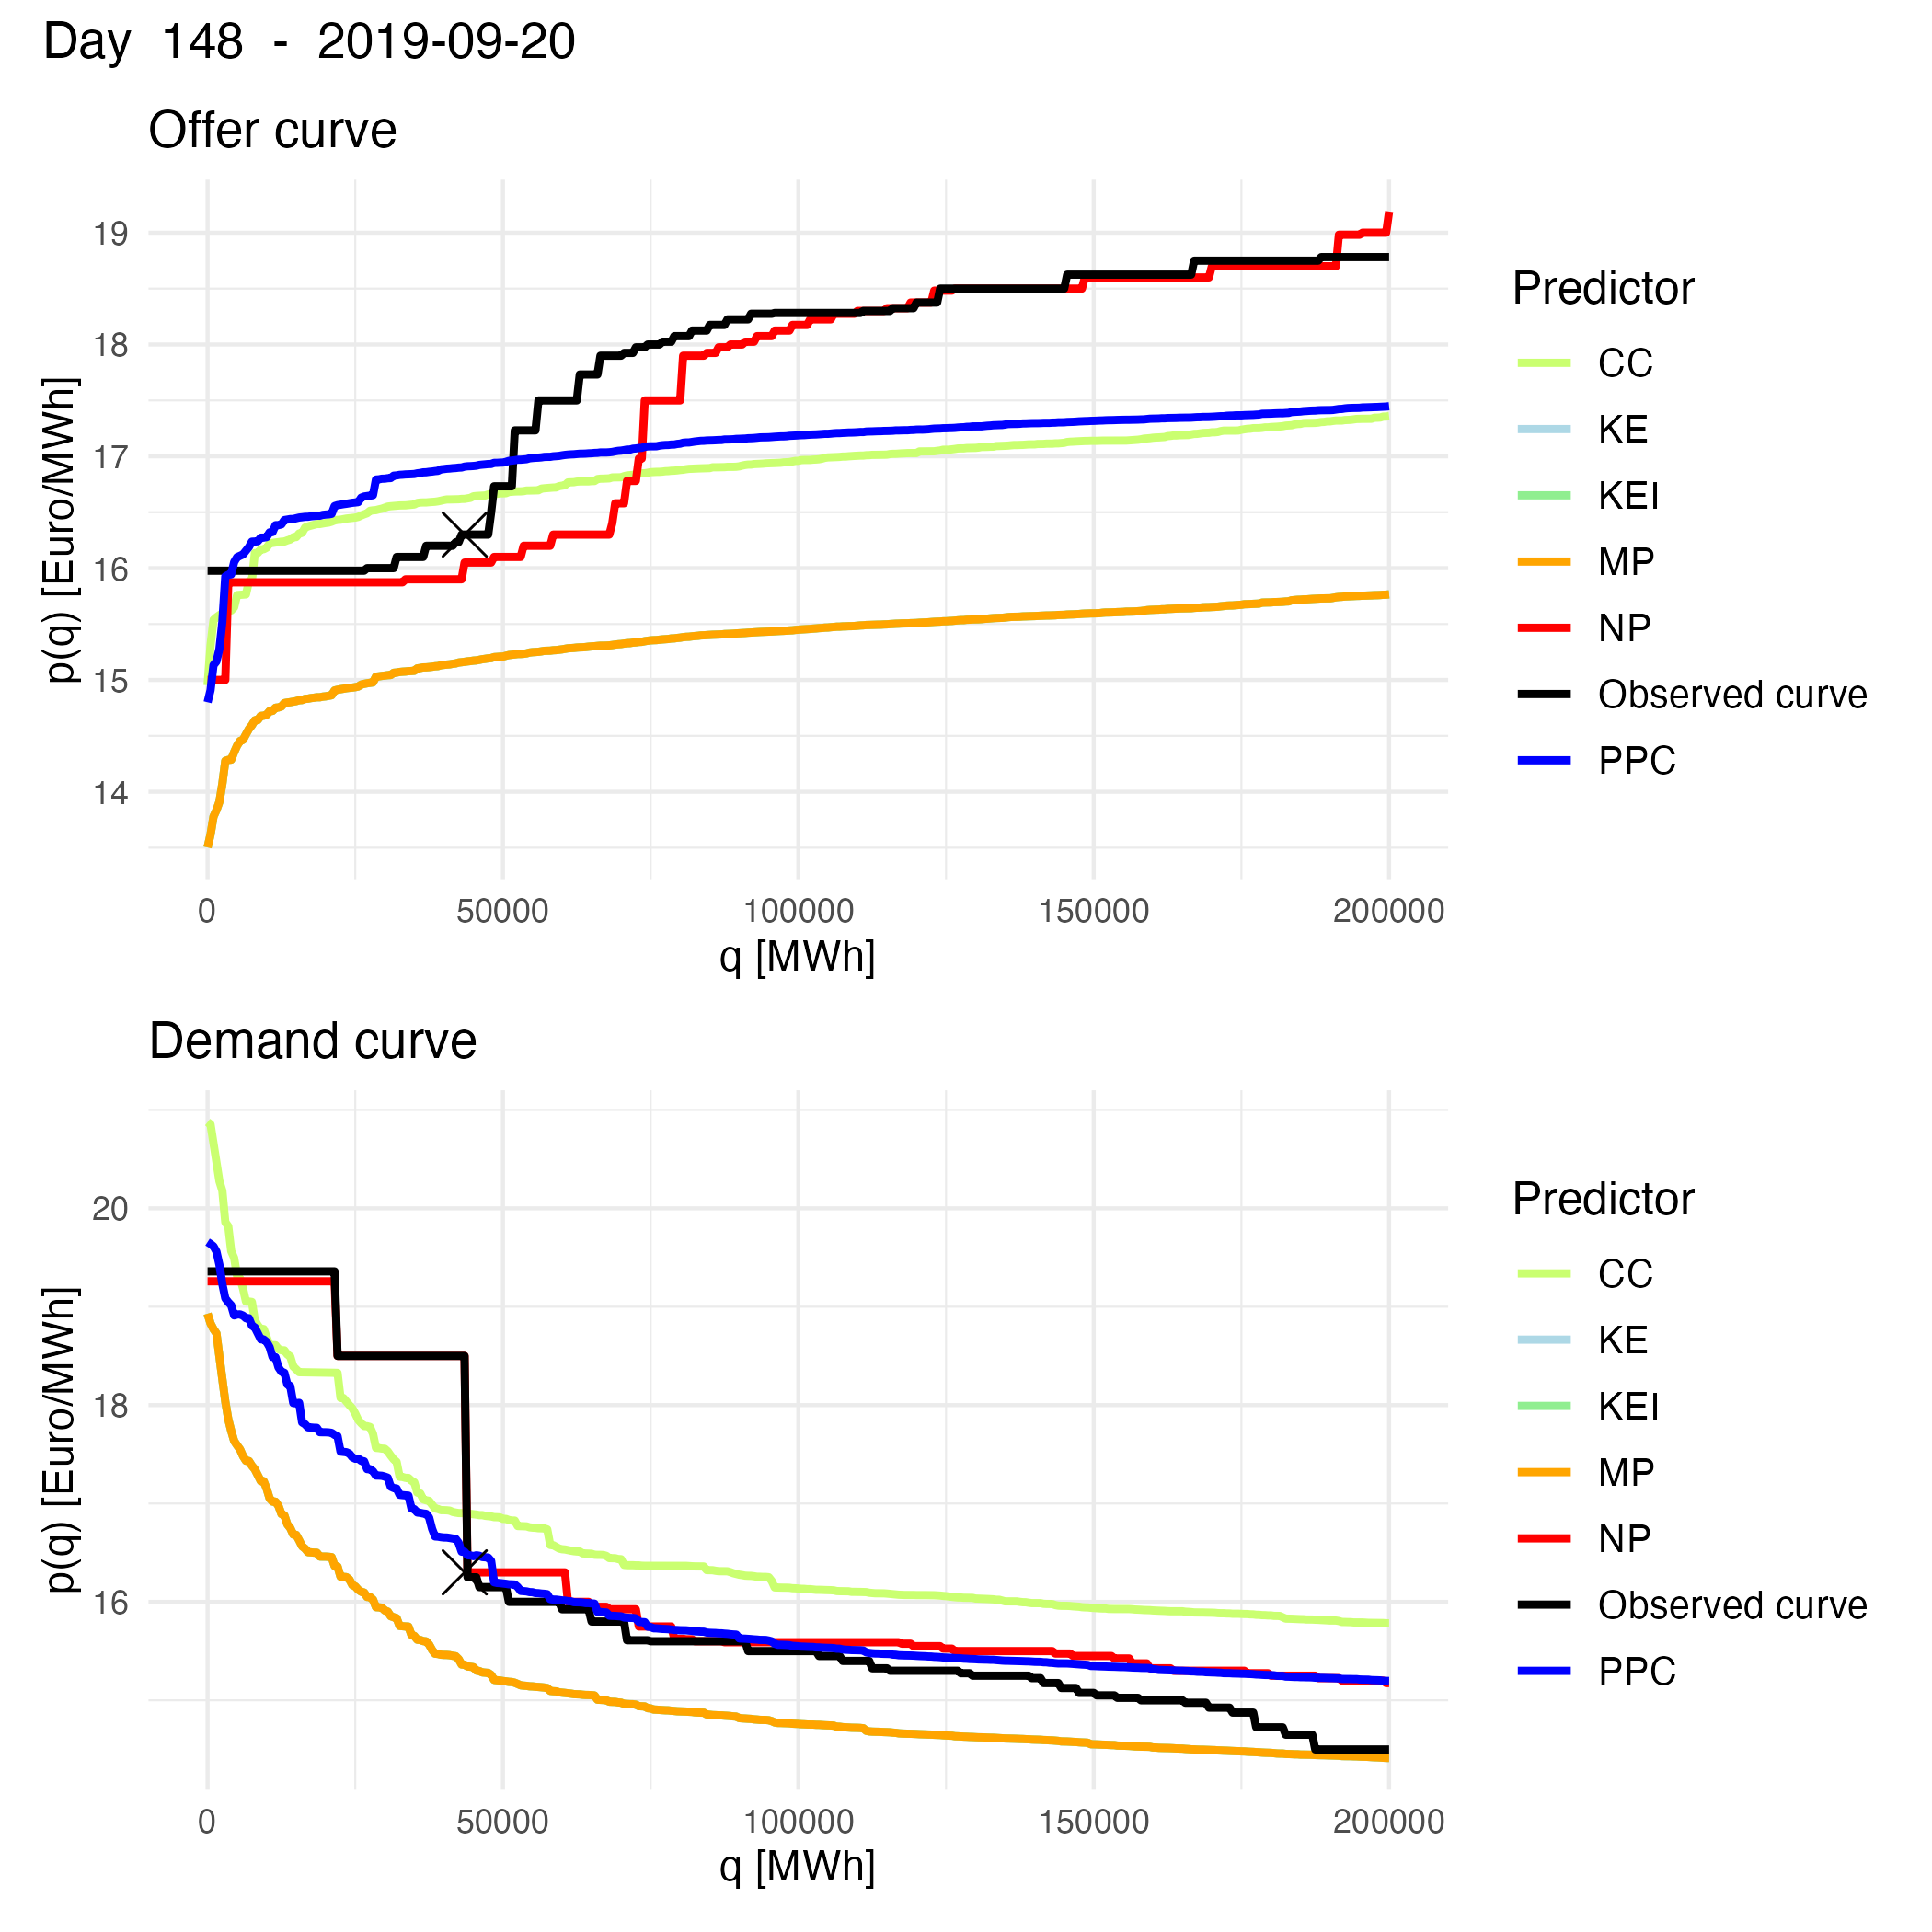 Day 148 - 2019-09-20
Offer curve
p(q) [Euro/MWh]
19
18
17
16
15
14
0 50000 100000 150000 200000
q [MWh]
Predictor
CC
KE
KEI
MP
NP
Observed curve
PPC
Demand curve
p(q) [Euro/MWh]
20
18
16
0 50000 100000 150000 200000
q [MWh]
Predictor
CC
KE
KEI
MP
NP
Observed curve
PPC